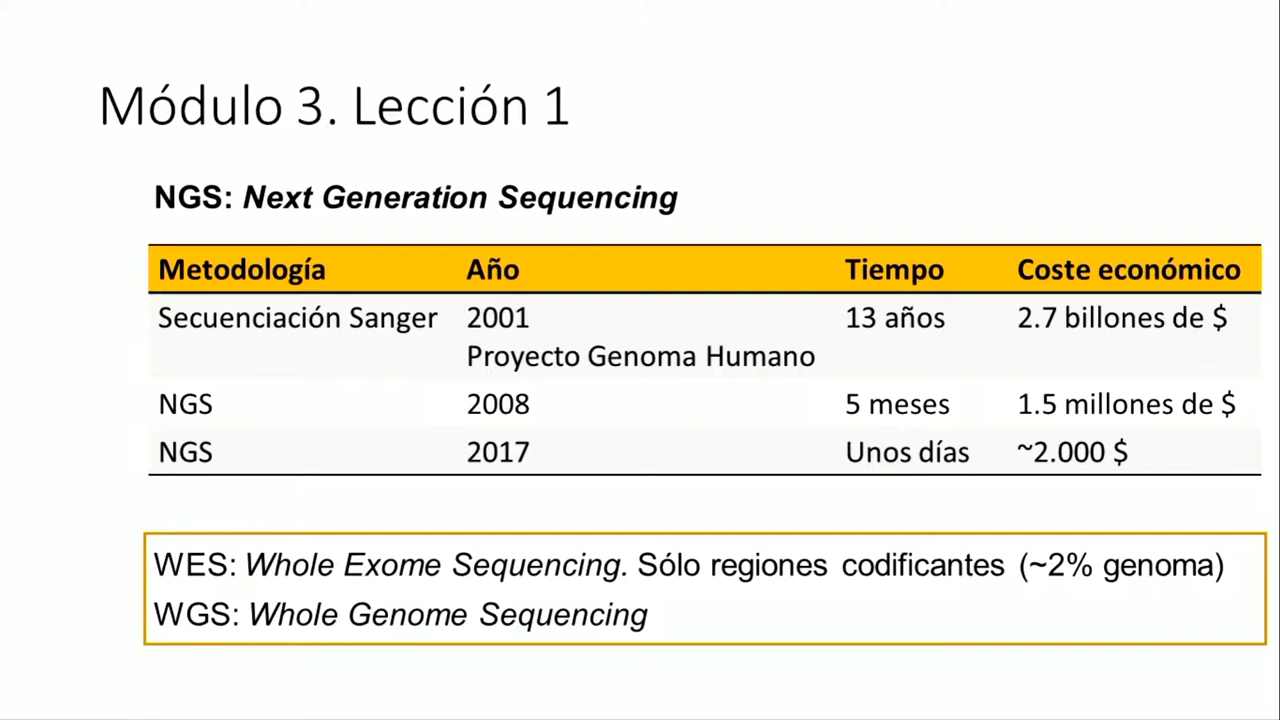 Módulo 3. Lección 1
NGS: Next Generation Sequencing
Metodología Año Tiempo Coste económico
Secuenciación Sanger 2001 13 años 2.7 billones de $
Proyecto Genoma Humano
NGS 2008 5 meses 1.5 millones de $
NGS 2017 Unos días ~2.000 $
WES: Whole Exome Sequencing. Sólo regiones codificantes (~2% genoma)
WGS: Whole Genome Sequencing